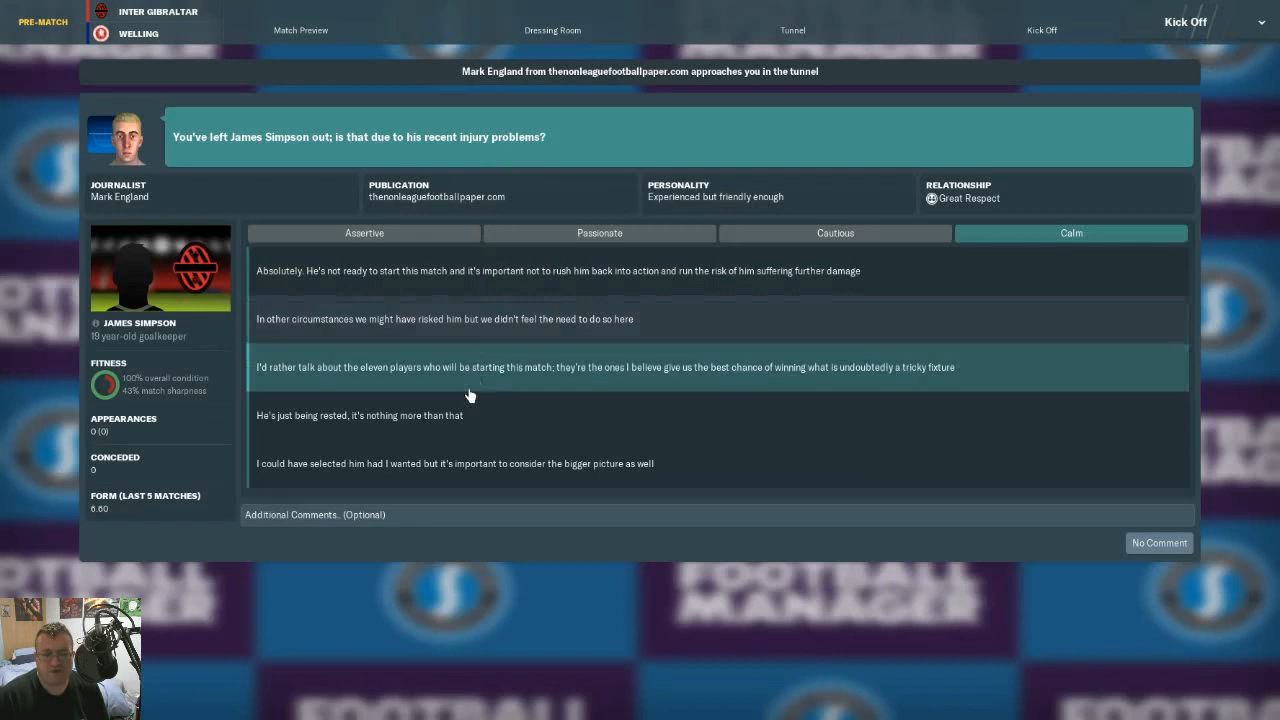 PRE-MATCH
INTER GIBRALTAR
WELLING
Match Preview
Dressing Room
Tunnel
Kick Off
Kick Off
Mark England from thenonleaguefootballpaper.com approaches you in the tunnel
You've left James Simpson out; is that due to his recent injury problems?
JOURNALIST
Mark England
PUBLICATION
thenonleaguefootballpaper.com
PERSONALITY
Experienced but friendly enough
RELATIONSHIP
Great Respect
Assertive
Passionate
Cautious
Calm
Absolutely. He's not ready to start this match and it's important not to rush him back into action and run the risk of him suffering further damage
In other circumstances we might have risked him but we didn't feel the need to do so here
I'd rather talk about the eleven players who will be starting this match; they're the ones I believe give us the best chance of winning what is undoubtedly a tricky fixture
He's just being rested, it's nothing more than that
I could have selected him had I wanted but it's important to consider the bigger picture as well
JAMES SIMPSON
19 year-old goalkeeper
FITNESS
100% overall condition
43% match sharpness
APPEARANCES
0 (0)
CONCEDED
0
FORM (LAST 5 MATCHES)
6.60
Additional Comments.. (Optional)
No Comment
FOOTBALL
MANAGER